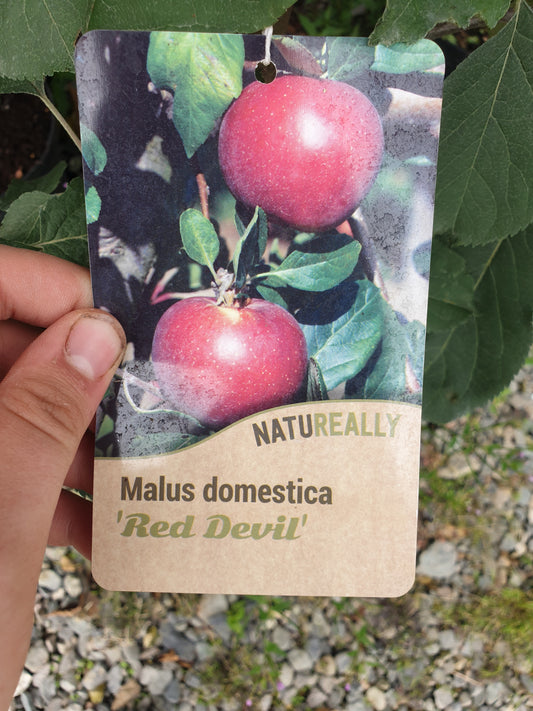 NATUREALLY
Malus domestica
'Red Devil'